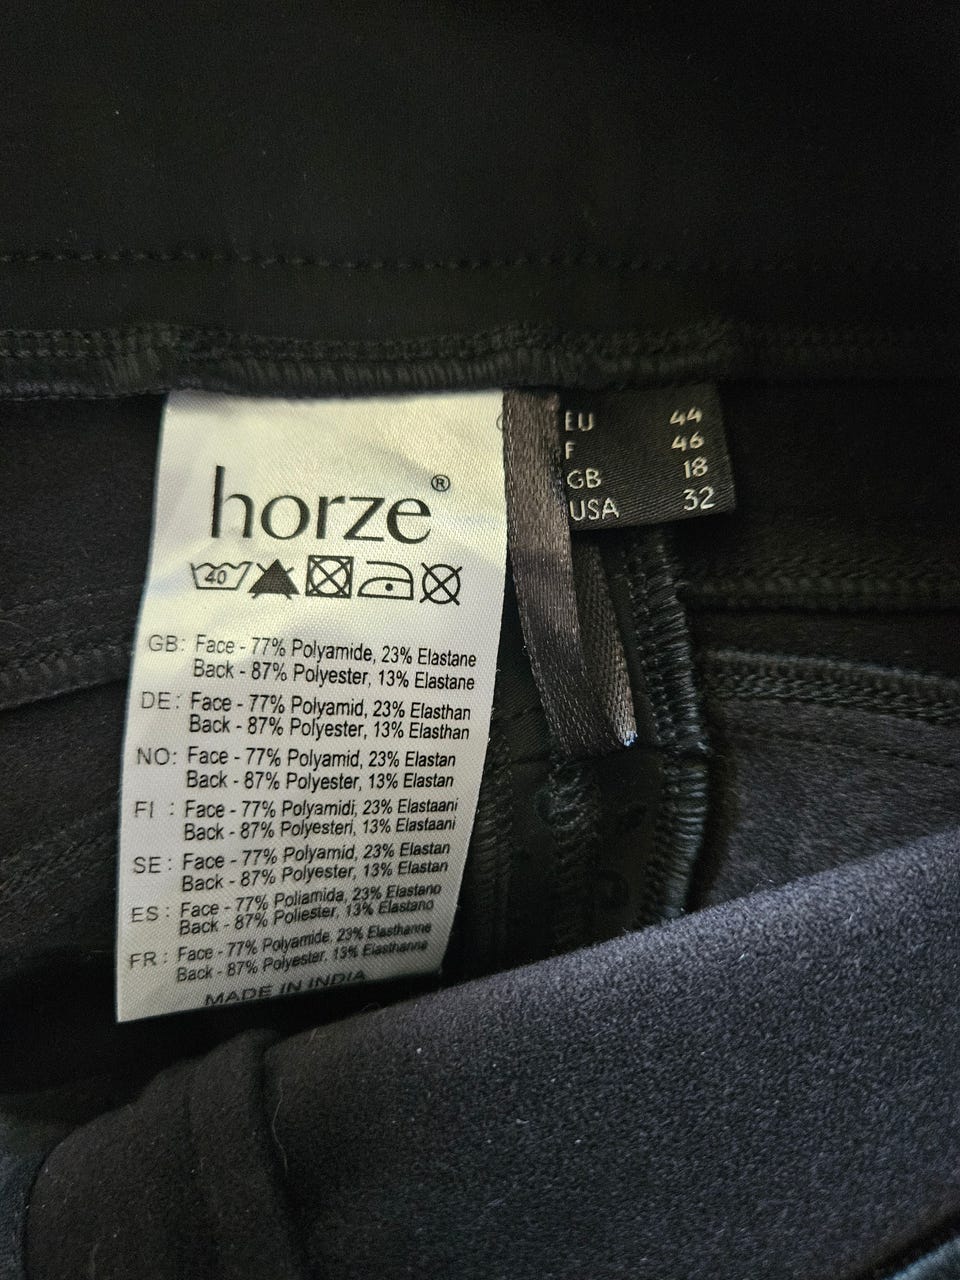 horze®
40
GB: Face - 77% Polyamide, 23% Elastane
Back - 87% Polyester, 13% Elastane
DE: Face - 77% Polyamid, 23% Elasthan
Back - 87% Polyester, 13% Elasthan
NO: Face - 77% Polyamid, 23% Elastan
Back - 87% Polyester, 13% Elastan
FI : Face - 77% Polyamidi, 23% Elastaani
Back - 87% Polyesteri, 13% Elastaani
SE : Face - 77% Polyamid, 23% Elastan
Back - 87% Polyester, 13% Elastan
ES : Face - 77% Poliamida, 23% Elastano
Back - 87% Poliester, 13% Elastano
FR : Face - 77% Polyamide, 23% Elasthanne
Back - 87% Polyester, 13% Elasthanne
MADE IN INDIA
EU 44
F 46
GB 18
USA 32